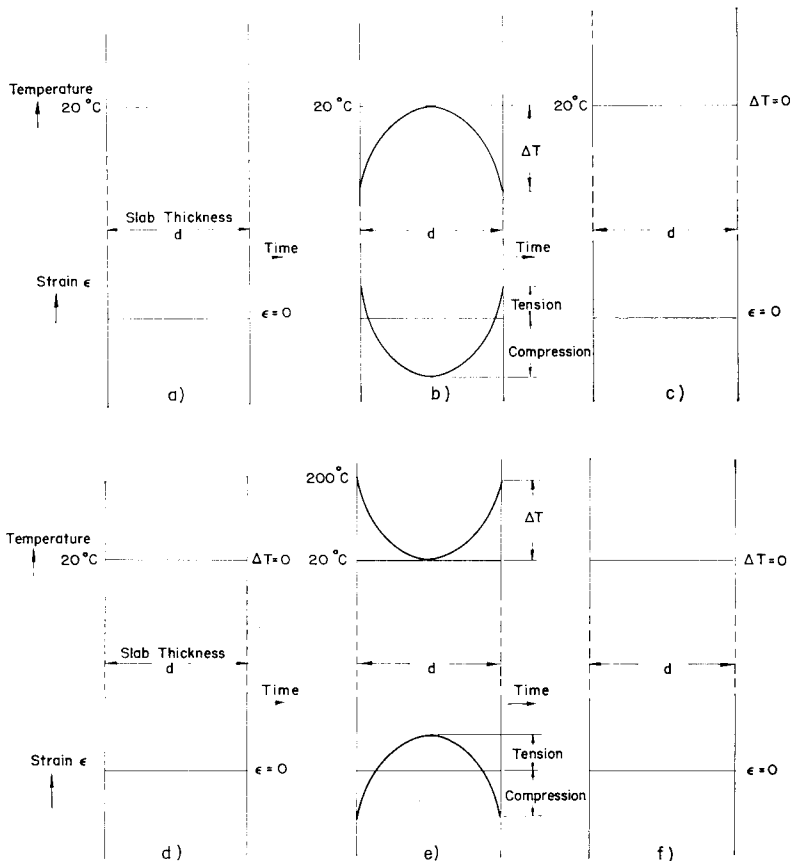 Temperature
20 °C
Slab Thickness
d
Time
Strain ϵ
ϵ = 0
a)
20 °C
ΔT
d
Time
Tension
Compression
b)
20 °C
ΔT = 0
d
ϵ = 0
c)
Temperature
20 °C
ΔT = 0
Slab Thickness
d
Time
Strain ϵ
ϵ = 0
d)
200 °C
20 °C
ΔT
d
Time
Tension
Compression
e)
ΔT = 0
d
ϵ = 0
f)